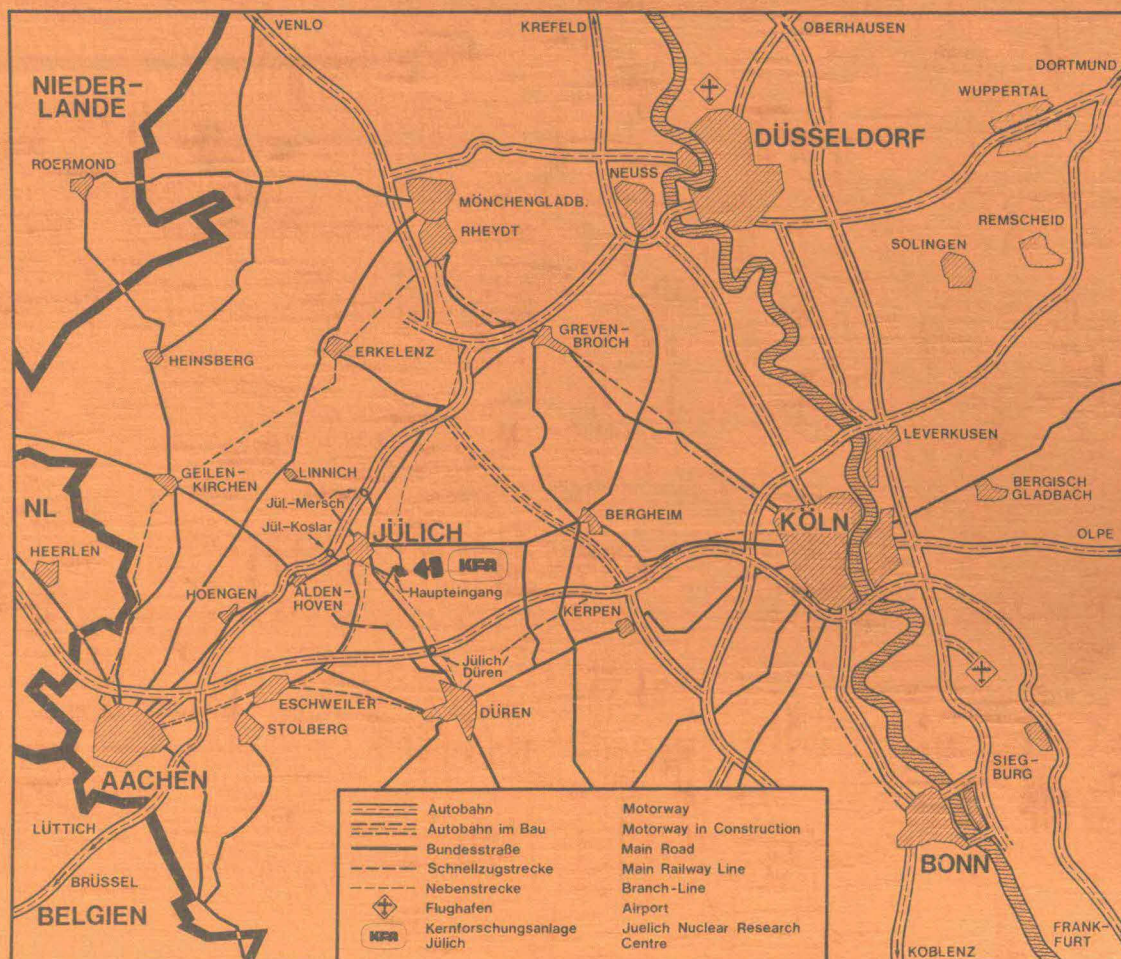 VENLO
KREFELD
OBERHAUSEN
DORTMUND
WUPPERTAL
NIEDER-
LANDE
DÜSSELDORF
ROERMOND
NEUSS
MÖNCHENGLADB.
RHEYDT
REMSCHEID
SOLINGEN
GREVEN-
BROICH
ERKELENZ
HEINSBERG
LEVERKUSEN
GEILEN-
KIRCHEN
LINNICH
BERGISCH
GLADBACH
Jül.-Mersch
NL
BERGHEIM
KÖLN
Jül.-Koslar
JÜLICH
OLPE
HEERLEN
KFA
HOENGEN
ALDEN-
HOVEN
Haupteingang
KERPEN
Jülich/
Düren
ESCHWEILER
DÜREN
STOLBERG
SIEG-
BURG
AACHEN
LÜTTICH
BONN
BRÜSSEL
BELGIEN
FRANK-
FURT
KOBLENZ
Autobahn Motorway
Autobahn im Bau Motorway in Construction
Bundesstraße Main Road
Schnellzugstrecke Main Railway Line
Nebenstrecke Branch-Line
Flughafen Airport
KFA Kernforschungsanlage Juelich Nuclear Research
Jülich Centre